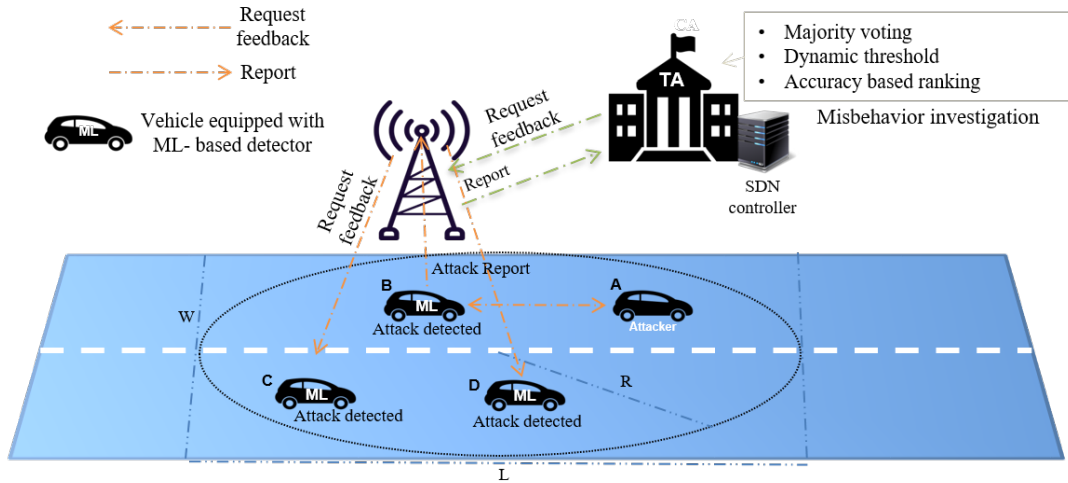 Request
feedback
Report
ML
Vehicle equipped with
ML- based detector
CA
TA
• Majority voting
• Dynamic threshold
• Accuracy based ranking
Misbehavior investigation
SDN
controller
Request
feedback
Report
Request
feedback
Attack Report
B
ML
Attack detected
A
Attacker
W
C
ML
Attack detected
D
ML
Attack detected
R
L